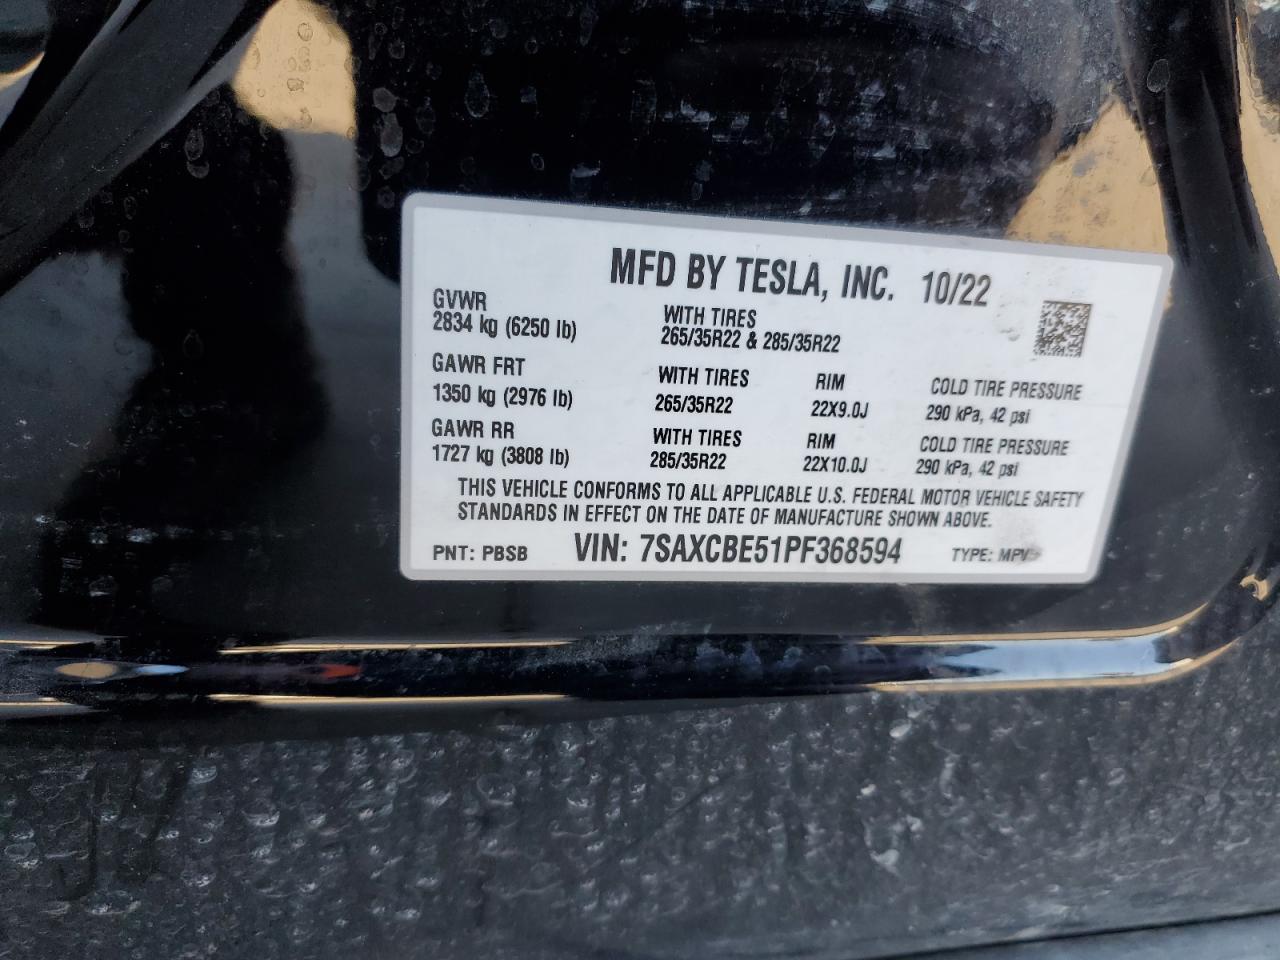 MFD BY TESLA, INC. 10/22
GVWR
2834 kg (6250 lb)
WITH TIRES
265/35R22 & 285/35R22
GAWR FRT
1350 kg (2976 lb)
WITH TIRES
265/35R22
RIM
22X9.0J
COLD TIRE PRESSURE
290 kPa, 42 psi
GAWR RR
1727 kg (3808 lb)
WITH TIRES
285/35R22
RIM
22X10.0J
COLD TIRE PRESSURE
290 kPa, 42 psi
THIS VEHICLE CONFORMS TO ALL APPLICABLE U.S. FEDERAL MOTOR VEHICLE SAFETY
STANDARDS IN EFFECT ON THE DATE OF MANUFACTURE SHOWN ABOVE.
PNT: PBSB VIN: 7SAXCBE51PF368594 TYPE: MPV